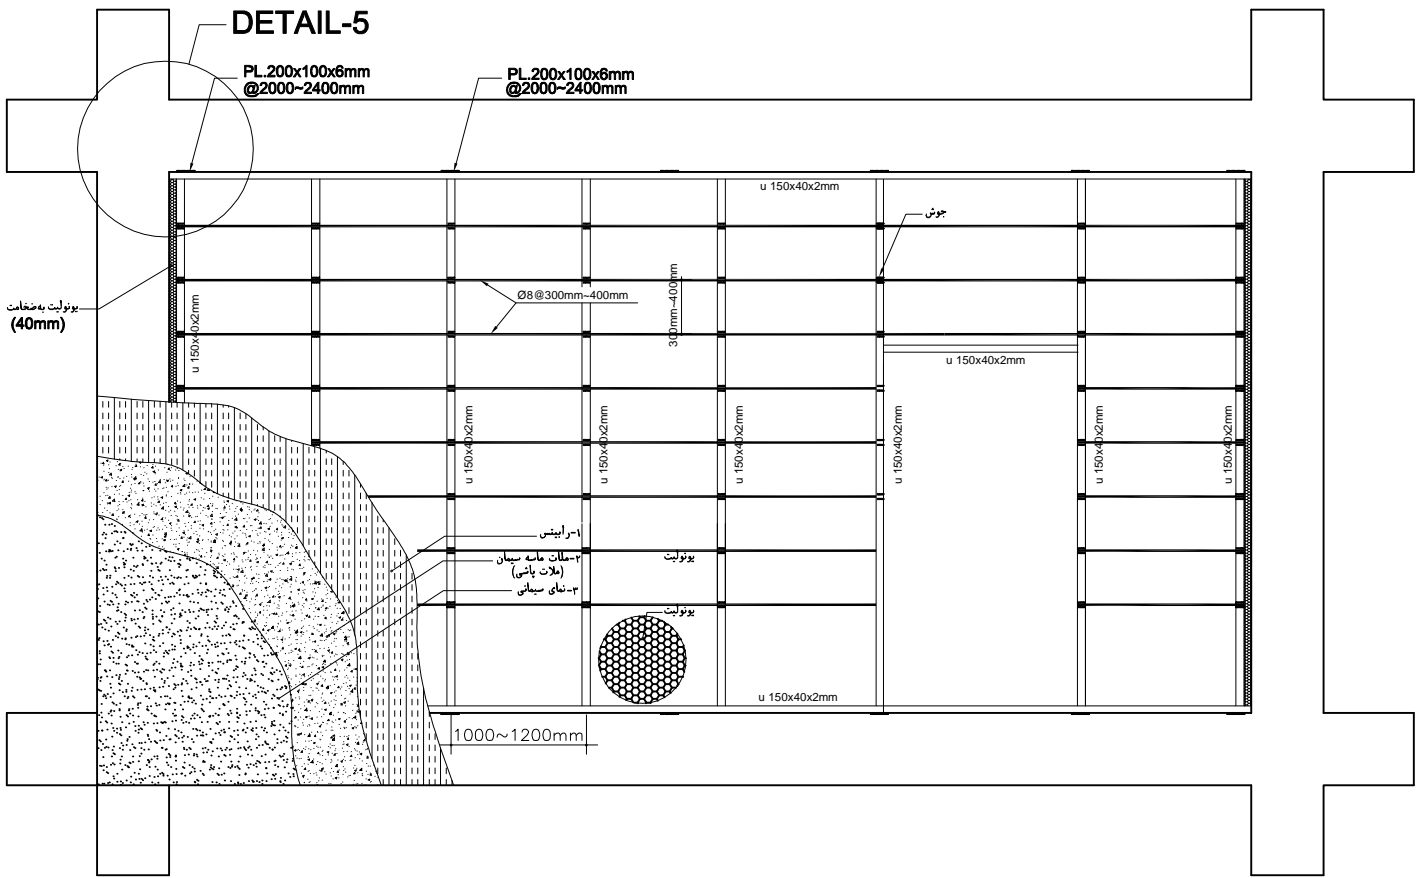 DETAIL-5
PL.200x100x6mm
@2000~2400mm
PL.200x100x6mm
@2000~2400mm
u 150x40x2mm
جوش
یونولیت به‌ضخامت
(40mm)
u 150x40x2mm
Ø8@300mm~400mm
300mm~400mm
u 150x40x2mm
u 150x40x2mm
u 150x40x2mm
u 150x40x2mm
u 150x40x2mm
u 150x40x2mm
u 150x40x2mm
۱-رابیتس
۲-ملات ماسه سیمان
(ملات پاشی)
۳-نمای سیمانی
یونولیت
یونولیت
u 150x40x2mm
1000~1200mm